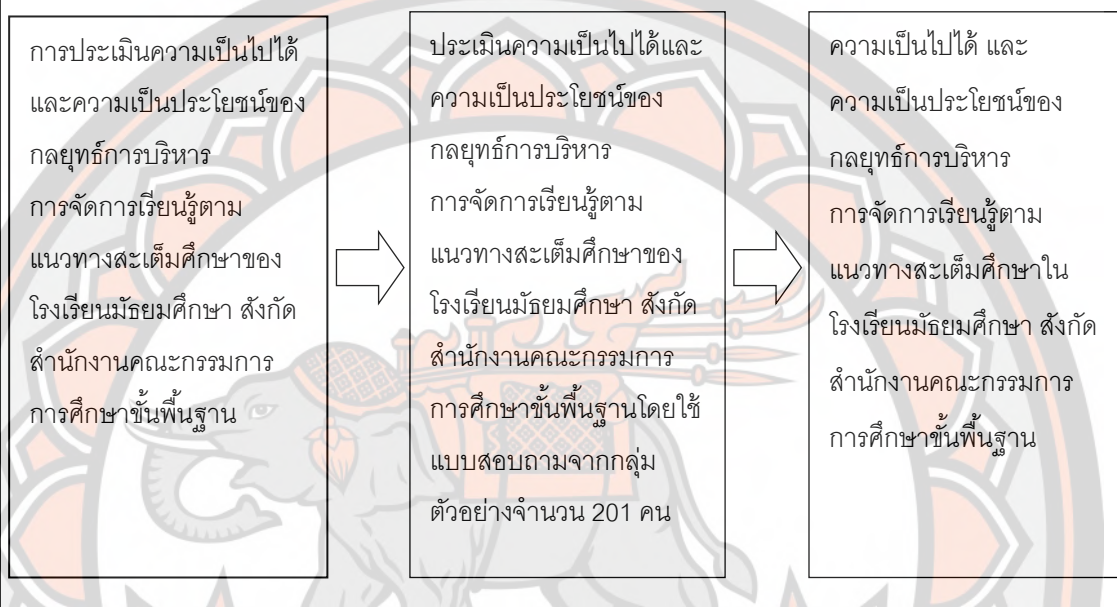 การประเมินความเป็นไปได้
และความเป็นประโยชน์ของ
กลยุทธ์การบริหาร
การจัดการเรียนรู้ตาม
แนวทางสะเต็มศึกษาของ
โรงเรียนมัธยมศึกษา สังกัด
สำนักงานคณะกรรมการ
การศึกษาขั้นพื้นฐาน
ประเมินความเป็นไปได้และ
ความเป็นประโยชน์ของ
กลยุทธ์การบริหาร
การจัดการเรียนรู้ตาม
แนวทางสะเต็มศึกษาของ
โรงเรียนมัธยมศึกษา สังกัด
สำนักงานคณะกรรมการ
การศึกษาขั้นพื้นฐานโดยใช้
แบบสอบถามจากกลุ่ม
ตัวอย่างจำนวน 201 คน
ความเป็นไปได้ และ
ความเป็นประโยชน์ของ
กลยุทธ์การบริหาร
การจัดการเรียนรู้ตาม
แนวทางสะเต็มศึกษาใน
โรงเรียนมัธยมศึกษา สังกัด
สำนักงานคณะกรรมการ
การศึกษาขั้นพื้นฐาน